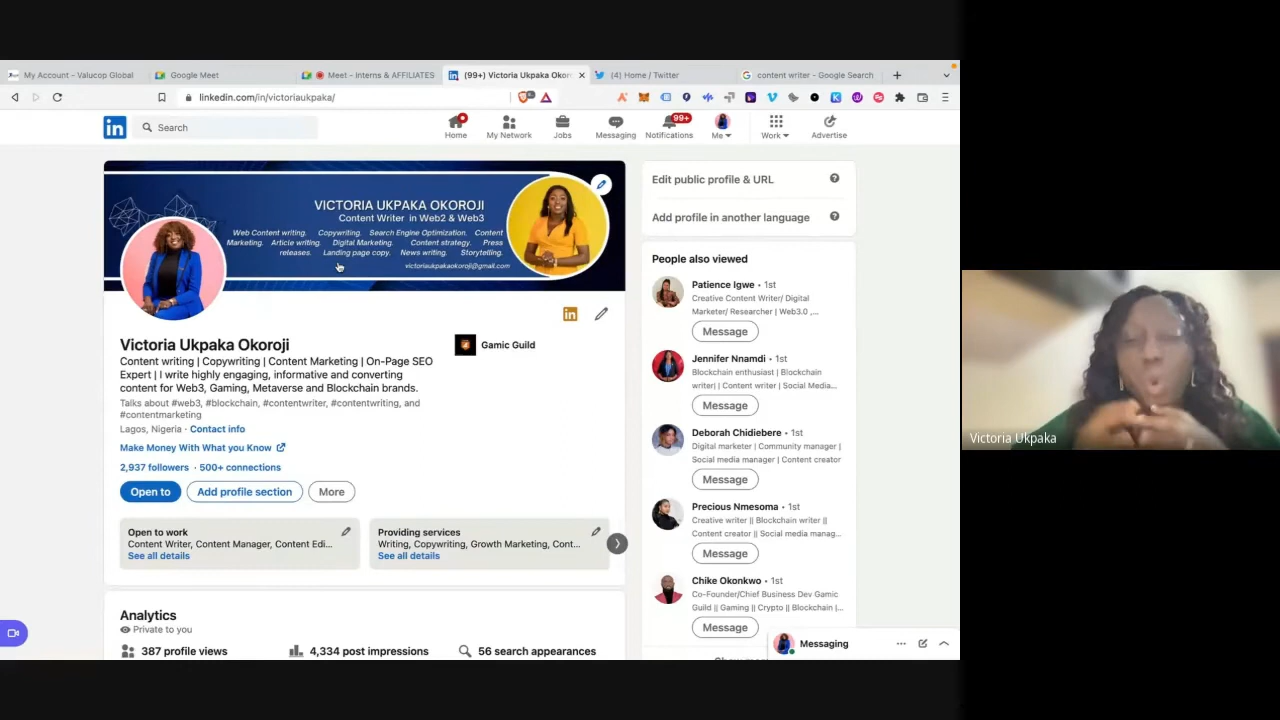 My Account - Valucop Global
Google Meet
Meet - Interns & AFFILIATES
(99+) Victoria Ukpaka Okoro
(4) Home / Twitter
content writer - Google Search
linkedin.com/in/victoriaukpaka/
Search
Home
My Network
Jobs
Messaging
99+
Notifications
Me
Work
Advertise
VICTORIA UKPAKA OKOROJI
Content Writer in Web2 & Web3
Web Content writing. Copywriting. Search Engine Optimization. Content
Marketing. Article writing. Digital Marketing. Content strategy. Press
releases. Landing page copy. News writing. Storytelling.
victoriaukpakaokoroji@gmail.com
Victoria Ukpaka Okoroji
Gamic Guild
Content writing | Copywriting | Content Marketing | On-Page SEO
Expert | I write highly engaging, informative and converting
content for Web3, Gaming, Metaverse and Blockchain brands.
Talks about #web3, #blockchain, #contentwriter, #contentwriting, and
#contentmarketing
Lagos, Nigeria · Contact info
Make Money With What you Know
2,937 followers · 500+ connections
Open to
Add profile section
More
Open to work
Content Writer, Content Manager, Content Edi...
See all details
Providing services
Writing, Copywriting, Growth Marketing, Cont...
See all details
Analytics
Private to you
387 profile views
4,334 post impressions
56 search appearances
Edit public profile & URL
Add profile in another language
People also viewed
Patience Igwe · 1st
Creative Content Writer/ Digital
Marketer/ Researcher | Web3.0 ,...
Message
Jennifer Nnamdi · 1st
Blockchain enthusiast | Blockchain
writer| | Content writer | Social Media...
Message
Deborah Chidiebere · 1st
Digital marketer | Community manager |
Social media manager | Content creator
Message
Precious Nmesoma · 1st
Creative writer || Blockchain writer ||
Content creator || Social media manag...
Message
Chike Okonkwo · 1st
Co-Founder/Chief Business Dev Gamic
Guild || Gaming || Crypto || Blockchain |...
Message
Messaging
Victoria Ukpaka